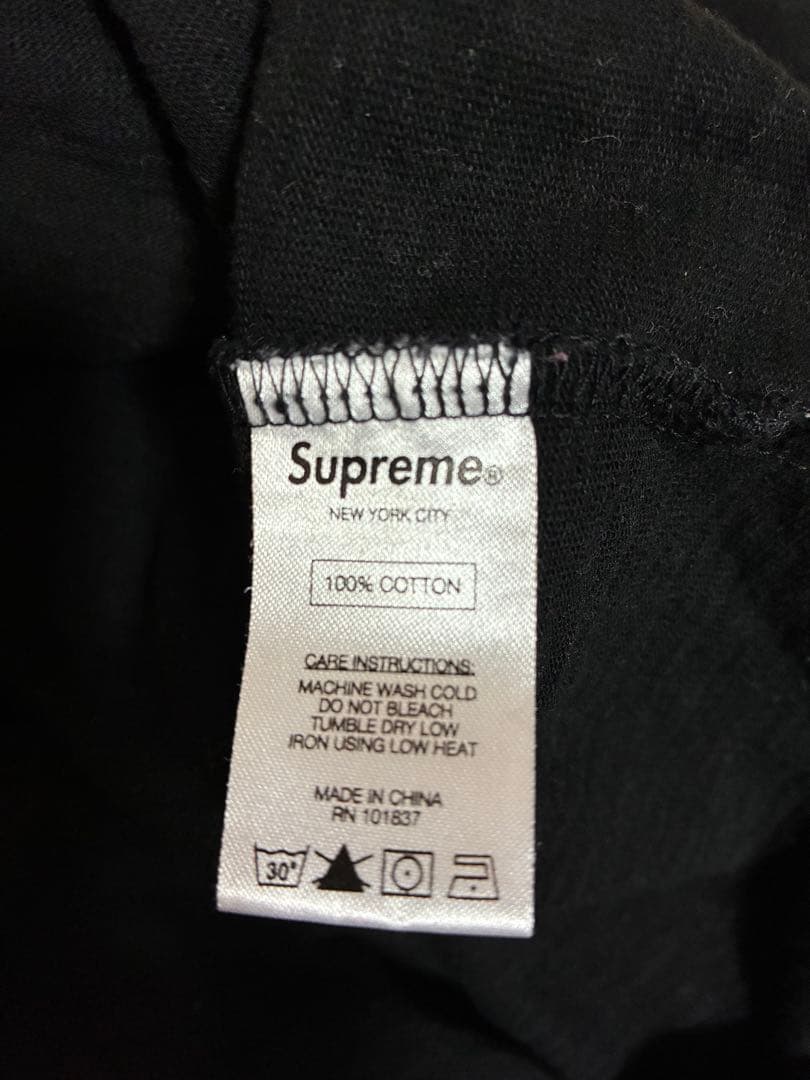 Supreme®
NEW YORK CITY
100% COTTON
CARE INSTRUCTIONS:
MACHINE WASH COLD
DO NOT BLEACH
TUMBLE DRY LOW
IRON USING LOW HEAT
MADE IN CHINA
RN 101837
30°